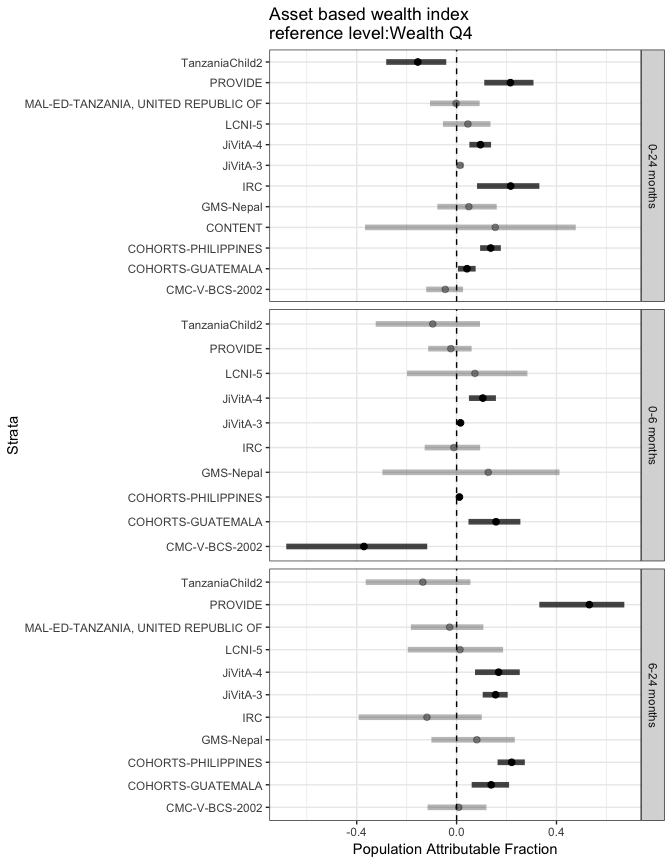 Asset based wealth index
reference level:Wealth Q4
Strata
TanzaniaChild2
PROVIDE
MAL-ED-TANZANIA, UNITED REPUBLIC OF
LCNI-5
JiVitA-4
JiVitA-3
IRC
GMS-Nepal
CONTENT
COHORTS-PHILIPPINES
COHORTS-GUATEMALA
CMC-V-BCS-2002
0-24 months
TanzaniaChild2
PROVIDE
LCNI-5
JiVitA-4
JiVitA-3
IRC
GMS-Nepal
COHORTS-PHILIPPINES
COHORTS-GUATEMALA
CMC-V-BCS-2002
0-6 months
TanzaniaChild2
PROVIDE
MAL-ED-TANZANIA, UNITED REPUBLIC OF
LCNI-5
JiVitA-4
JiVitA-3
IRC
GMS-Nepal
COHORTS-PHILIPPINES
COHORTS-GUATEMALA
CMC-V-BCS-2002
6-24 months
-0.4 0.0 0.4
Population Attributable Fraction